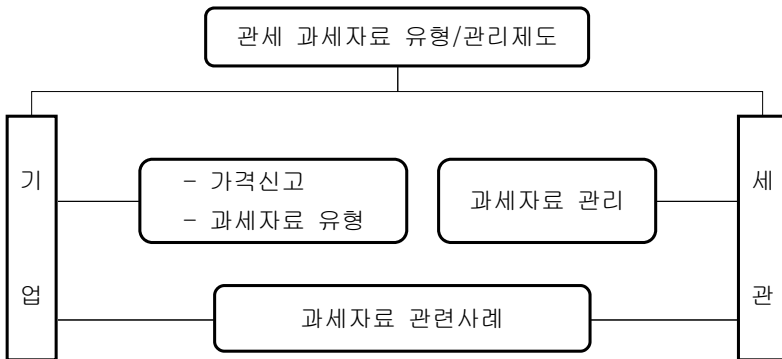 관세 과세자료 유형/관리제도
기업
- 가격신고
- 과세자료 유형
과세자료 관리
세관
과세자료 관련사례